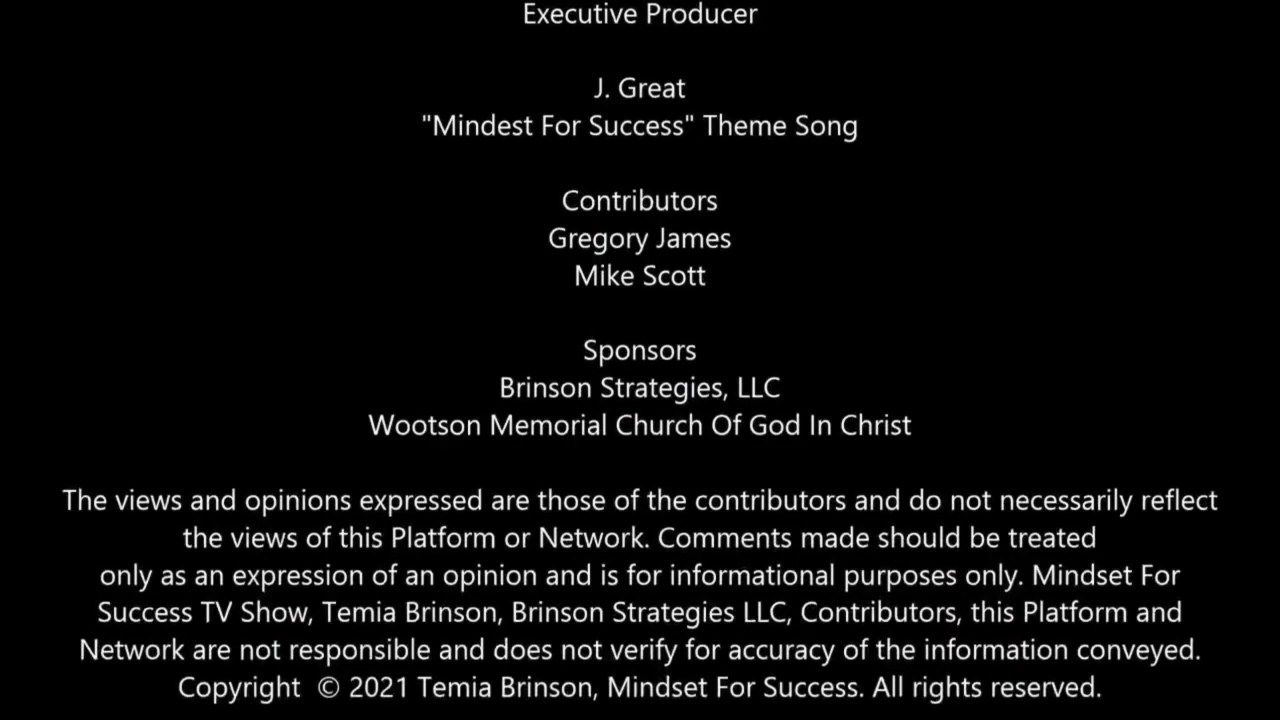 Executive Producer
J. Great
"Mindest For Success" Theme Song
Contributors
Gregory James
Mike Scott
Sponsors
Brinson Strategies, LLC
Wootson Memorial Church Of God In Christ
The views and opinions expressed are those of the contributors and do not necessarily reflect
the views of this Platform or Network. Comments made should be treated
only as an expression of an opinion and is for informational purposes only. Mindset For
Success TV Show, Temia Brinson, Brinson Strategies LLC, Contributors, this Platform and
Network are not responsible and does not verify for accuracy of the information conveyed.
Copyright © 2021 Temia Brinson, Mindset For Success. All rights reserved.